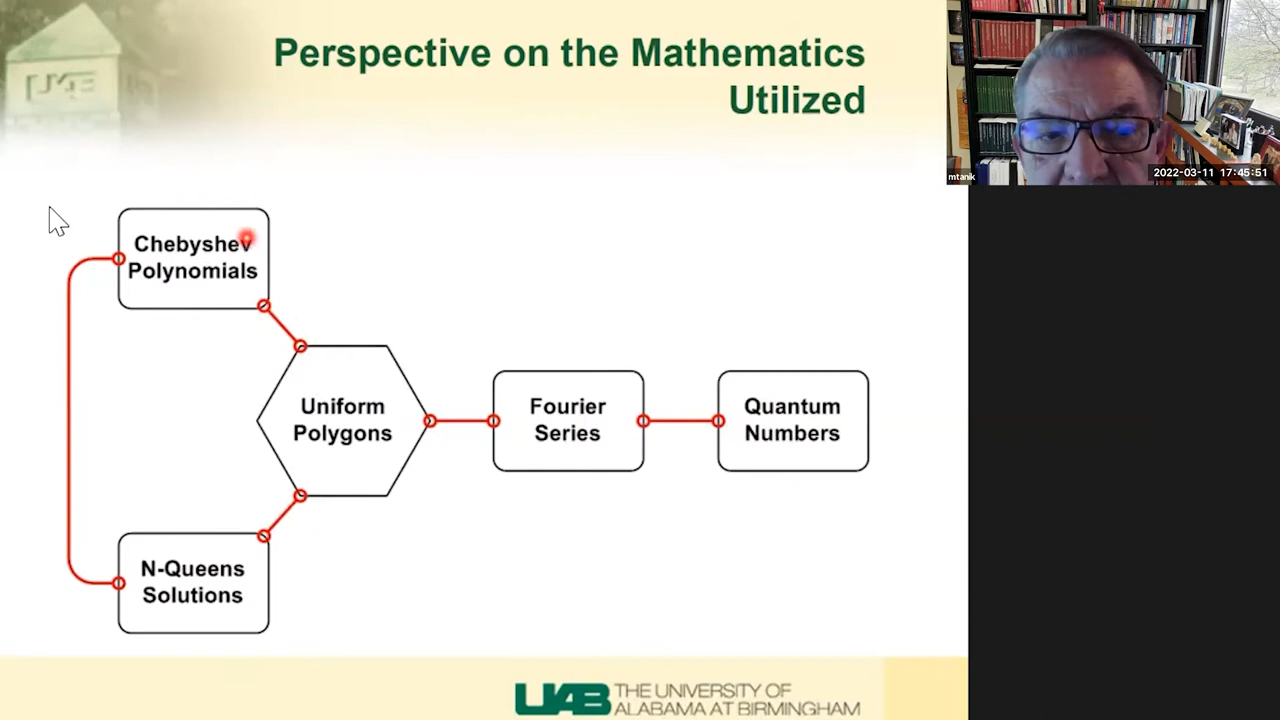 Perspective on the Mathematics
Utilized
mtanik
2022-03-11 17:45:51
Chebyshev
Polynomials
Uniform
Polygons
Fourier
Series
Quantum
Numbers
N-Queens
Solutions
UAB THE UNIVERSITY OF
ALABAMA AT BIRMINGHAM